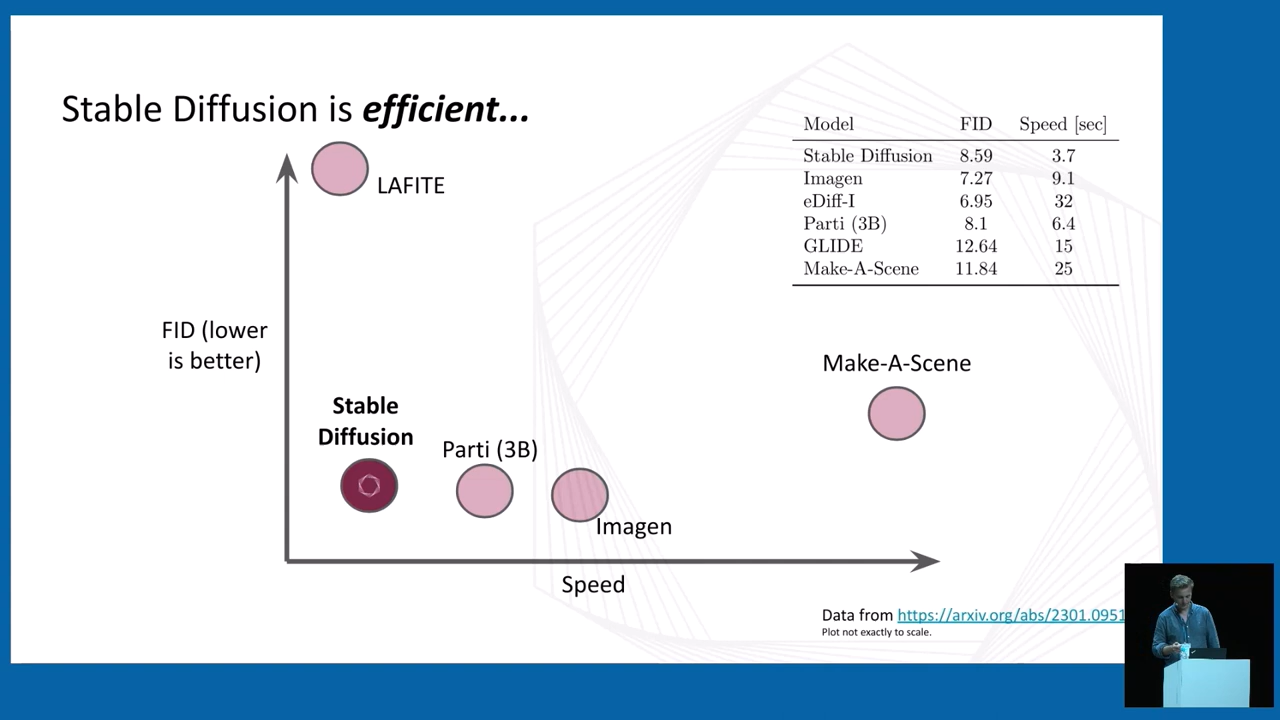 Stable Diffusion is efficient...
Model FID Speed [sec]
Stable Diffusion 8.59 3.7
Imagen 7.27 9.1
eDiff-I 6.95 32
Parti (3B) 8.1 6.4
GLIDE 12.64 15
Make-A-Scene 11.84 25
LAFITE
FID (lower
is better)
Make-A-Scene
Stable
Diffusion
Parti (3B)
Imagen
Speed
Data from https://arxiv.org/abs/2301.0951
Plot not exactly to scale.